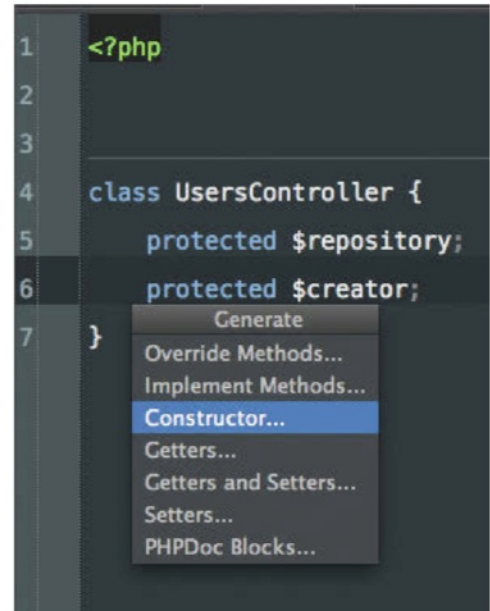 1 <?php
2
3
4 class UsersController {
5 protected $repository;
6 protected $creator;
7 }
Generate
Override Methods...
Implement Methods...
Constructor...
Getters...
Getters and Setters...
Setters...
PHPDoc Blocks...